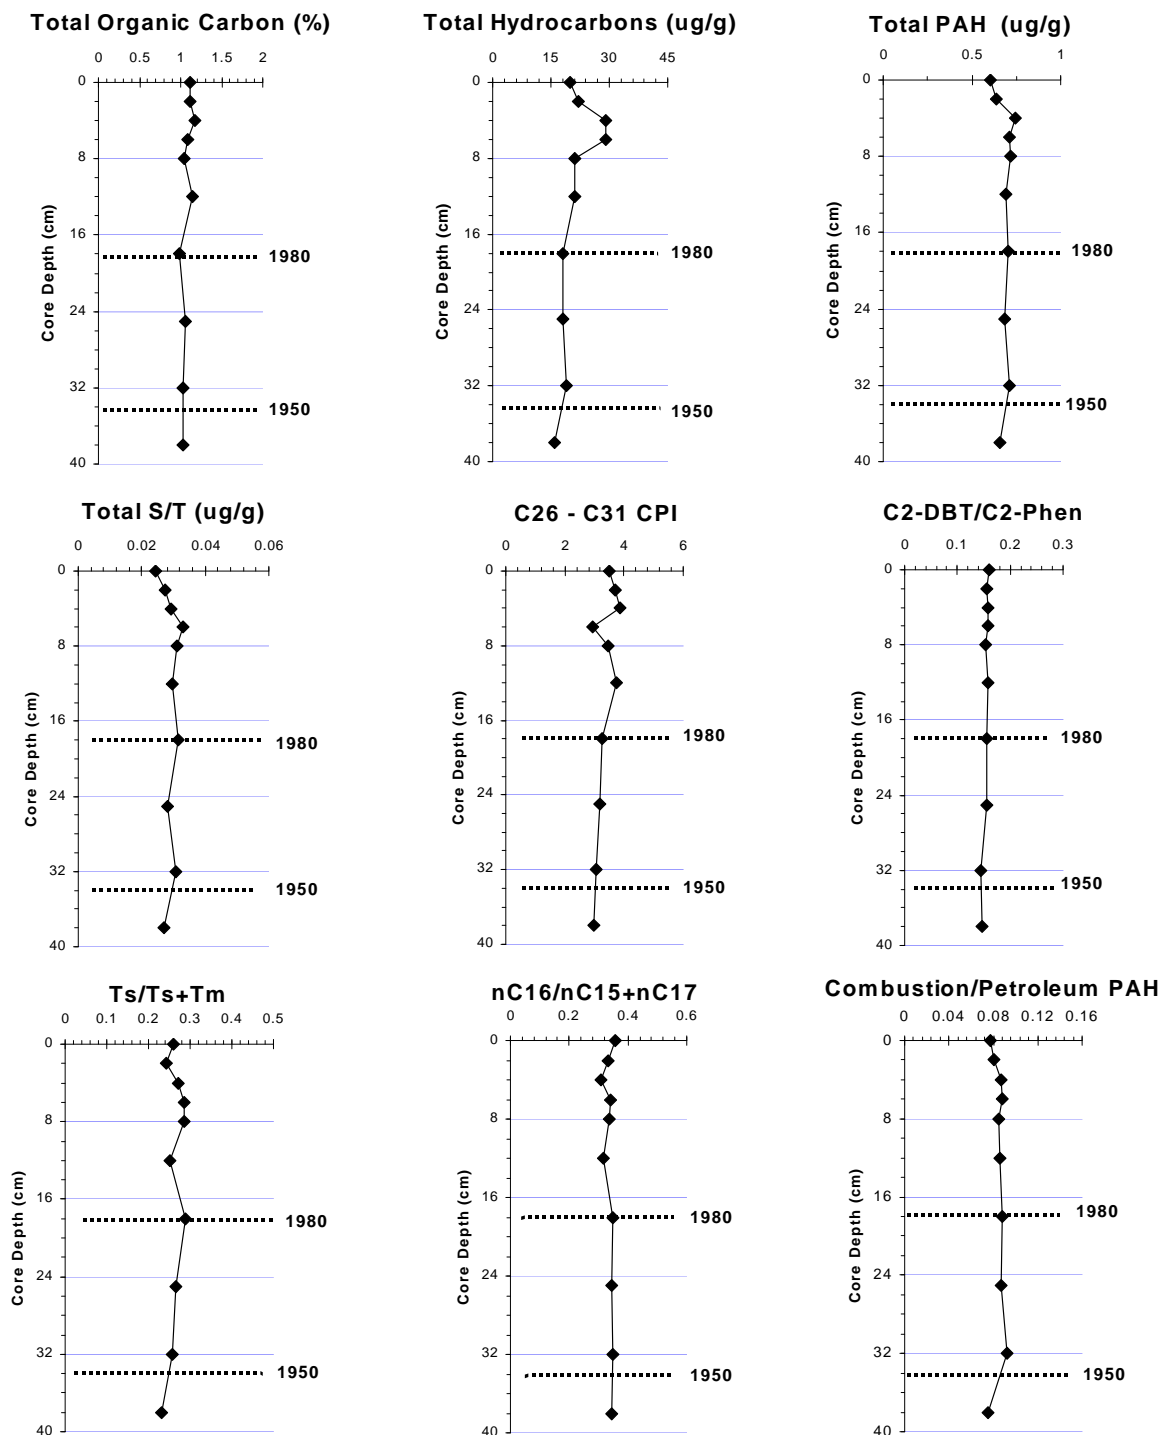 Total Organic Carbon (%)
0 0.5 1 1.5 2
0
8
16
24
32
40
Core Depth (cm)
1980
1950
Total Hydrocarbons (ug/g)
0 15 30 45
0
8
16
24
32
40
Core Depth (cm)
1980
1950
Total PAH (ug/g)
0 0.5 1
0
8
16
24
32
40
Core Depth (cm)
1980
1950
Total S/T (ug/g)
0 0.02 0.04 0.06
0
8
16
24
32
40
Core Depth (cm)
1980
1950
C26 - C31 CPI
0 2 4 6
0
8
16
24
32
40
Core Depth (cm)
1980
1950
C2-DBT/C2-Phen
0 0.1 0.2 0.3
0
8
16
24
32
40
Core Depth (cm)
1980
1950
Ts/Ts+Tm
0 0.1 0.2 0.3 0.4 0.5
0
8
16
24
32
40
Core Depth (cm)
1980
1950
nC16/nC15+nC17
0 0.2 0.4 0.6
0
8
16
24
32
40
Core Depth (cm)
1980
1950
Combustion/Petroleum PAH
0 0.04 0.08 0.12 0.16
0
8
16
24
32
40
Core Depth (cm)
1980
1950